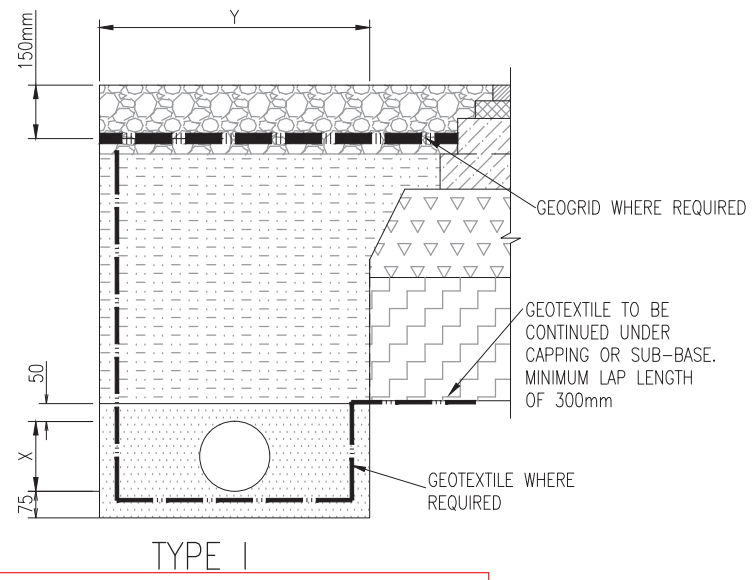 Y
150mm
GEOGRID WHERE REQUIRED
GEOTEXTILE TO BE
CONTINUED UNDER
CAPPING OR SUB-BASE.
MINIMUM LAP LENGTH
OF 300mm
50
X
75
GEOTEXTILE WHERE
REQUIRED
TYPE I